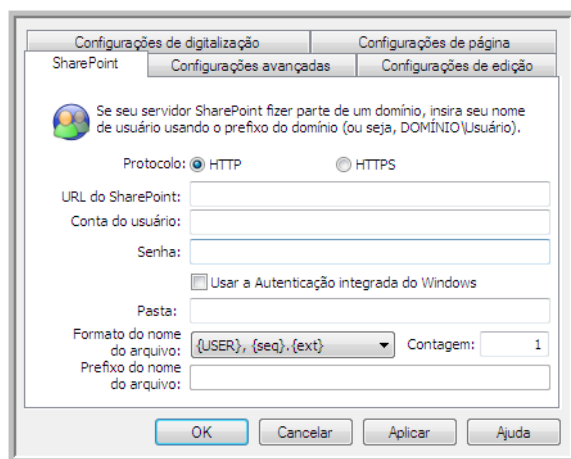 Configurações de digitalização
Configurações de página
SharePoint
Configurações avançadas
Configurações de edição
Se seu servidor SharePoint fizer parte de um domínio, insira seu nome
de usuário usando o prefixo do domínio (ou seja, DOMÍNIO\Usuário).
Protocolo: HTTP HTTPS
URL do SharePoint:
Conta do usuário:
Senha:
Usar a Autenticação integrada do Windows
Pasta:
Formato do nome
do arquivo: {USER}, {seq}.{ext} Contagem: 1
Prefixo do nome
do arquivo:
OK Cancelar Aplicar Ajuda